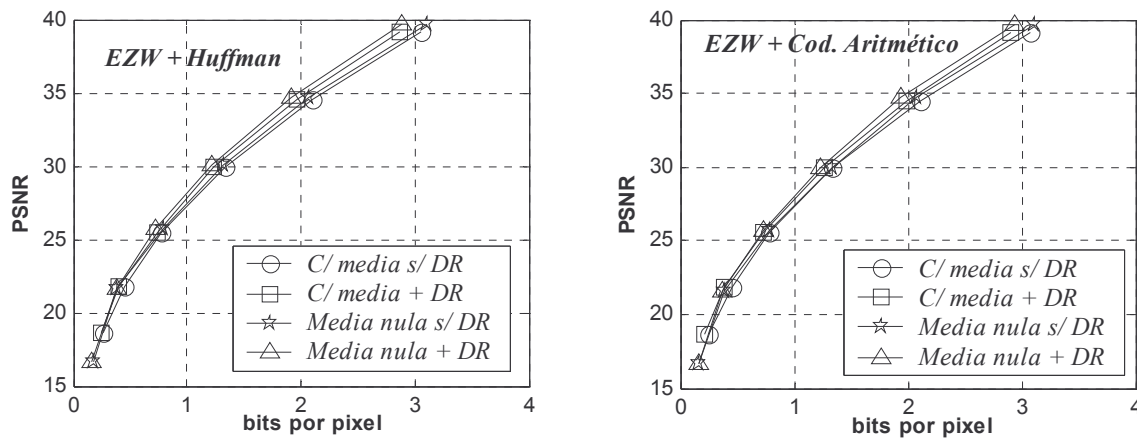 40
35
30
25
20
15
PSNR
EZW + Huffman
C/ media s/ DR
C/ media + DR
Media nula s/ DR
Media nula + DR
0 1 2 3 4
bits por pixel
40
35
30
25
20
15
PSNR
EZW + Cod. Aritmético
C/ media s/ DR
C/ media + DR
Media nula s/ DR
Media nula + DR
0 1 2 3 4
bits por pixel